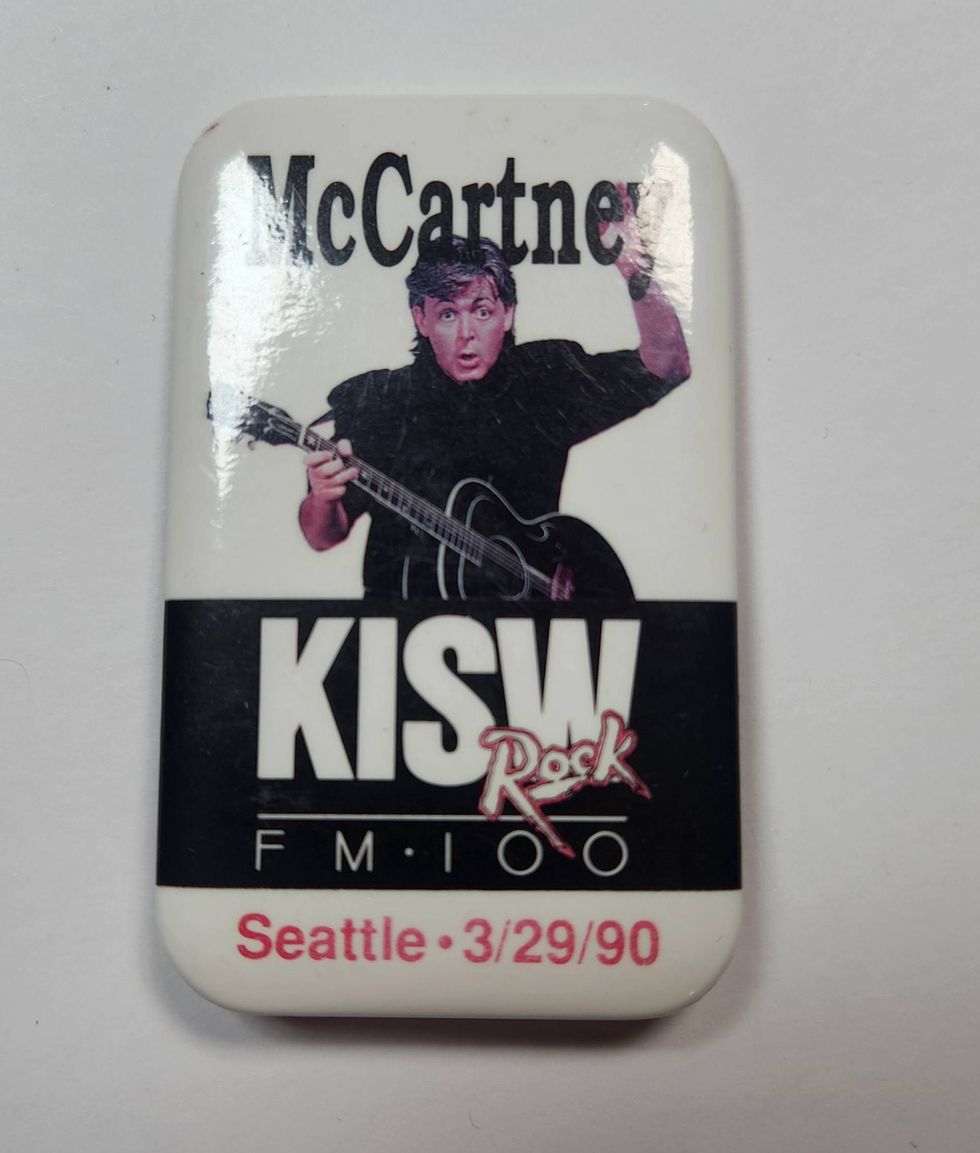 McCartney
KISW
Rock
FM·100
Seattle • 3/29/90